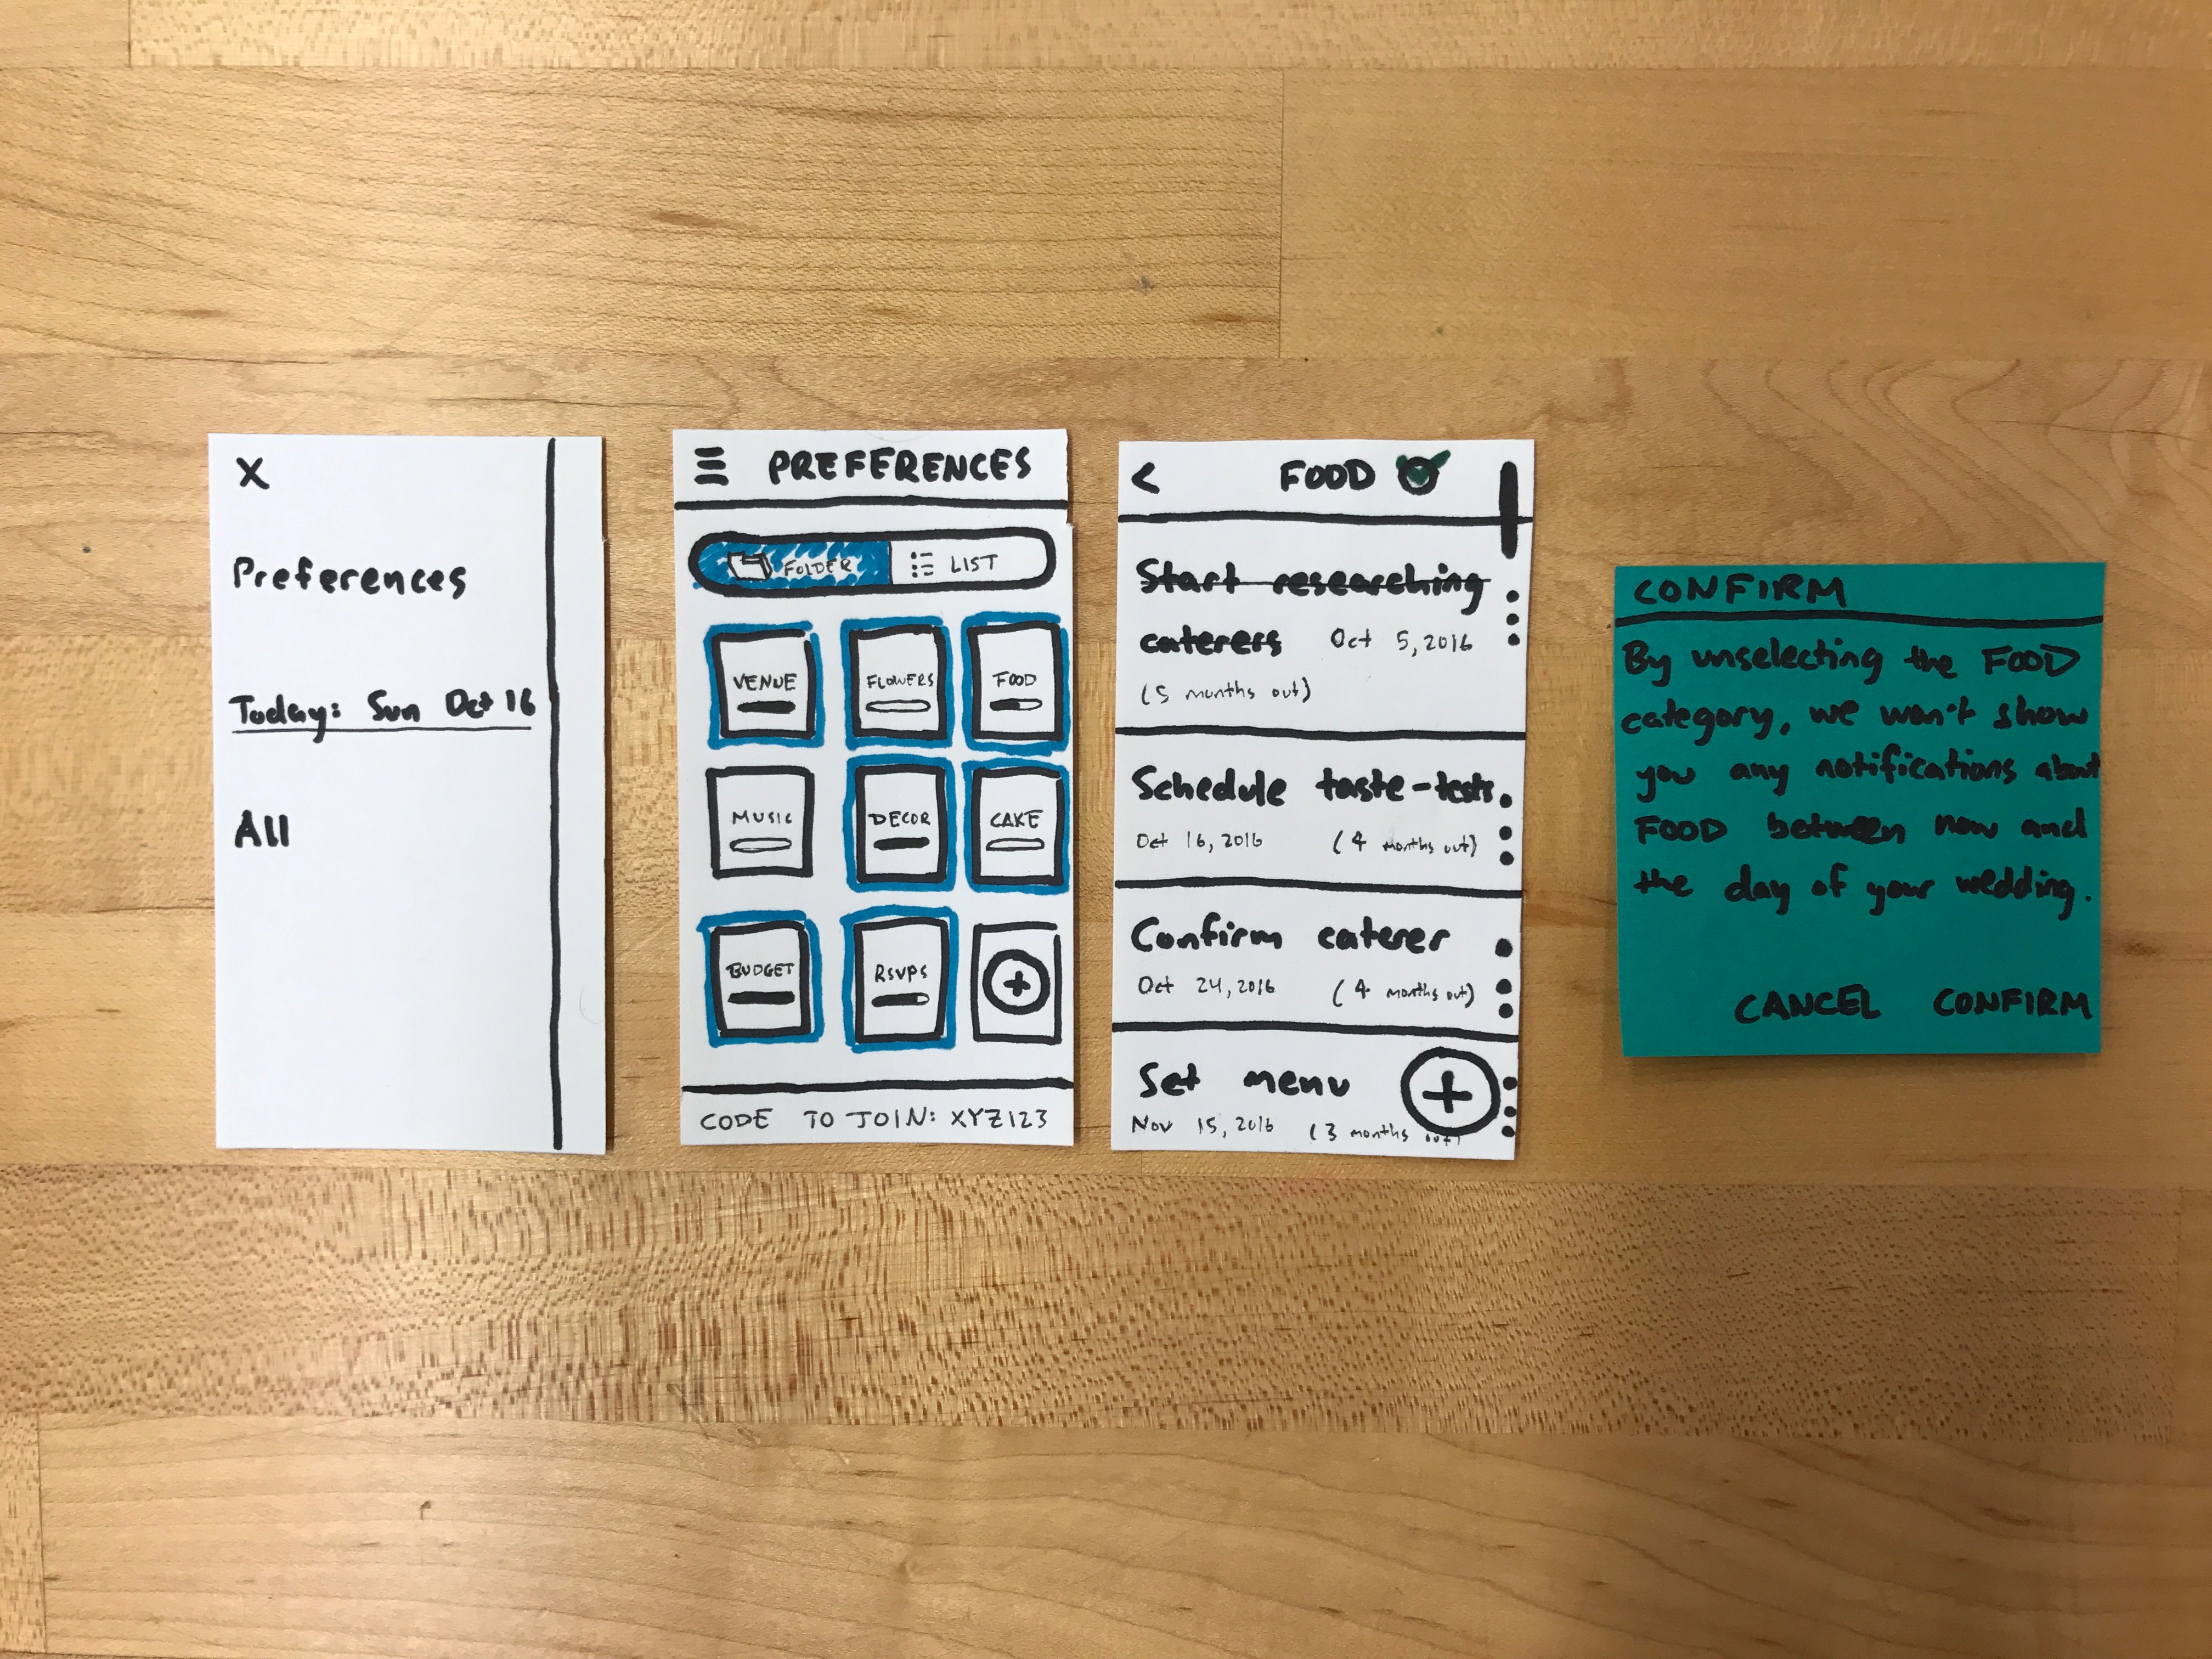 X
Preferences
Today: Sun Oct 16
All
PREFERENCES
FOLDER LIST
VENUE FLOWERS FOOD
MUSIC DECOR CAKE
BUDGET RSVPS +
CODE TO JOIN: XYZ123
< FOOD
Start researching
caterers Oct 5, 2016
(5 months out)
Schedule taste-tests
Oct 16, 2016 (4 months out)
Confirm caterer
Oct 24, 2016 (4 months out)
Set menu +
Nov 15, 2016 (3 months out)
CONFIRM
By unselecting the FOOD
category, we won't show
you any notifications about
FOOD between now and
the day of your wedding.
CANCEL CONFIRM